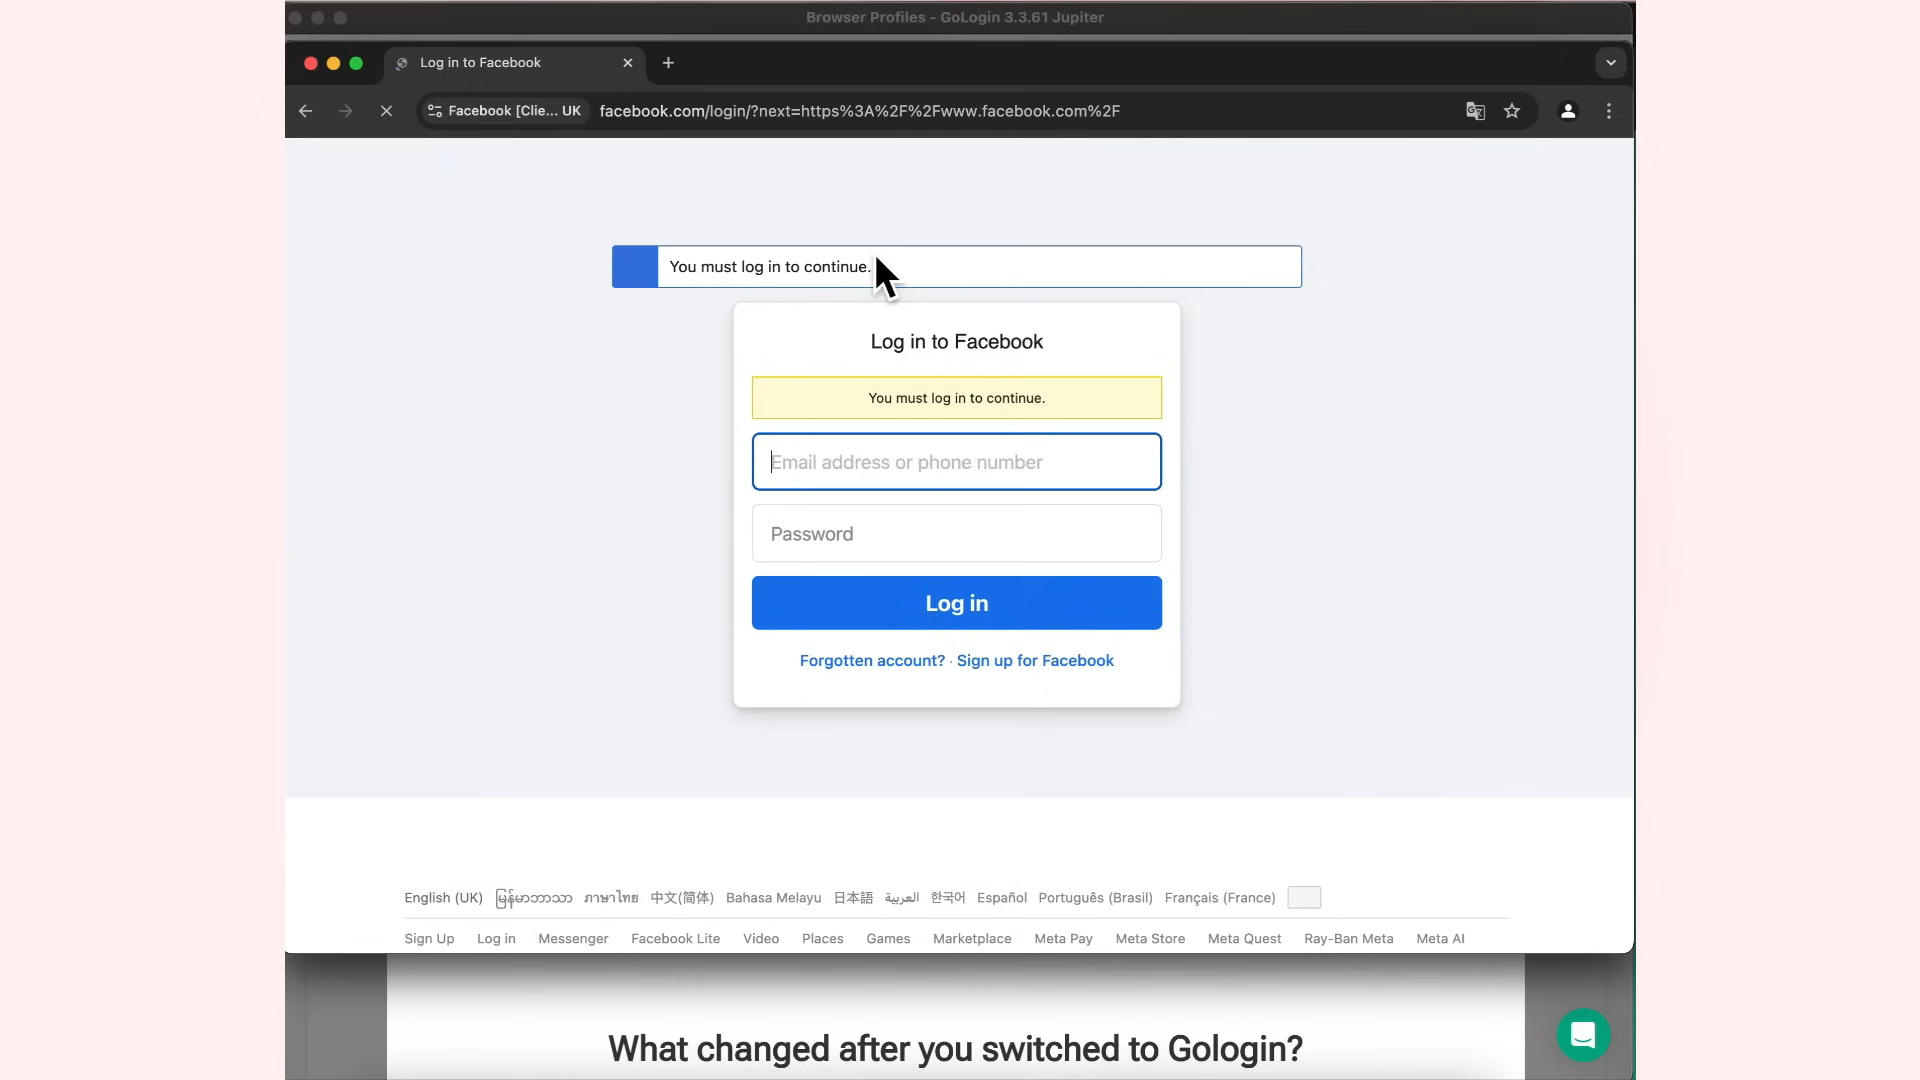 Browser Profiles - GoLogin 3.3.61 Jupiter
Log in to Facebook
Facebook [Clie... UK facebook.com/login/?next=https%3A%2F%2Fwww.facebook.com%2F
You must log in to continue.
Log in to Facebook
You must log in to continue.
Email address or phone number
Password
Log in
Forgotten account? · Sign up for Facebook
English (UK) မြန်မာဘာသာ ภาษาไทย 中文(简体) Bahasa Melayu 日本語 العربية 한국어 Español Português (Brasil) Français (France)
Sign Up Log in Messenger Facebook Lite Video Places Games Marketplace Meta Pay Meta Store Meta Quest Ray-Ban Meta Meta AI
What changed after you switched to Gologin?